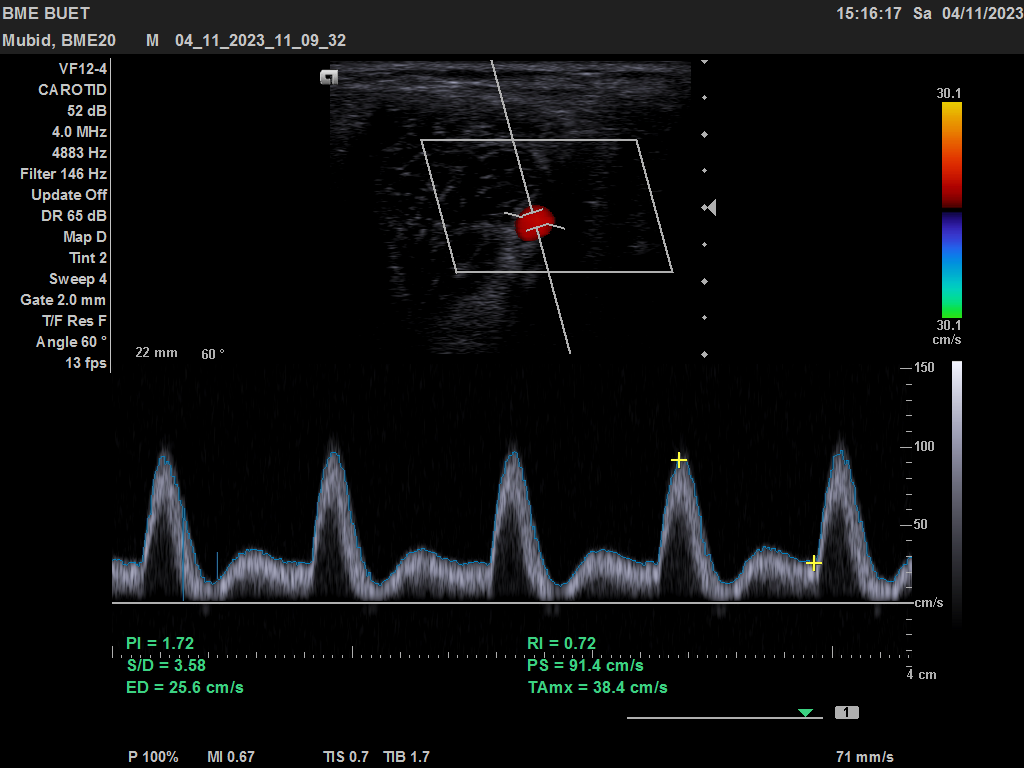 BME BUET 15:16:17 Sa 04/11/2023
Mubid, BME20 M 04_11_2023_11_09_32
VF12-4
CAROTID
52 dB
4.0 MHz
4883 Hz
Filter 146 Hz
Update Off
DR 65 dB
Map D
Tint 2
Sweep 4
Gate 2.0 mm
T/F Res F
Angle 60 °
13 fps
22 mm 60 °
30.1
30.1
cm/s
150
100
50
cm/s
4 cm
PI = 1.72 RI = 0.72
S/D = 3.58 PS = 91.4 cm/s
ED = 25.6 cm/s TAmx = 38.4 cm/s
1
P 100% MI 0.67 TIS 0.7 TIB 1.7 71 mm/s